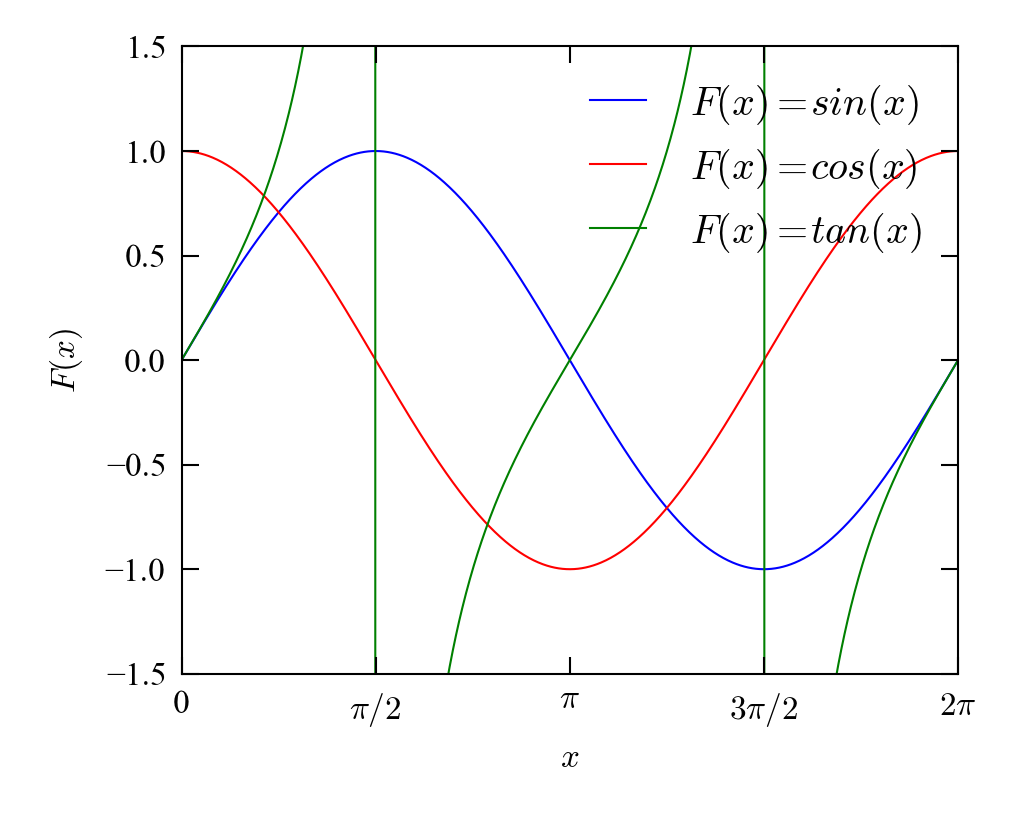 1.5
F(x)=sin(x)
1.0
F(x)=cos(x)
F(x)=tan(x)
0.5
F(x)
0.0
−0.5
−1.0
−1.5
0 π/2 π 3π/2 2π
x